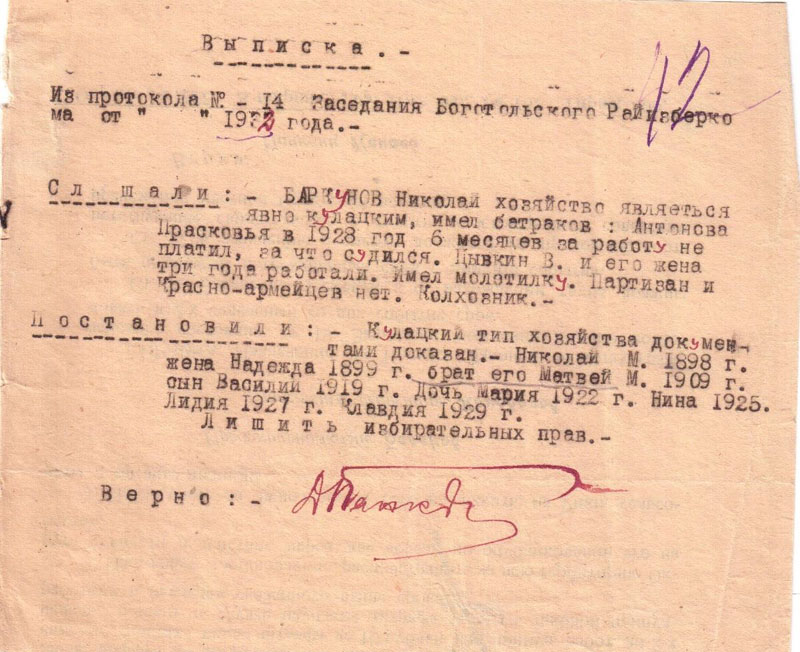 Выписка.-
42
Из протокола № - 14 Заседания Боготольского Райизберко
ма от " " 1932 года.-
Сл шали:- БАРКУНОВ Николай хозяйство являеться
явно кулацким, имел батраков : Антонова
Прасковья в 1928 год 6 месяцев за работу не
платил, за что судился. Цывкин В. и его жена
три года работали. Имел молотилку. Партизан и
Красно-армейцев нет. Колхозник.-
Постановили:- Кулацкий тип хозяйства докумен-
тами доказан.- Николай М. 1898 г.
жена Надежда 1899 г. брат его Матвей М. 1909 г.
сын Василий 1919 г. Дочь Мария 1922 г. Нина 1925.
Лидия 1927 г. Клавдия 1929 г.
Лишить избирательных прав.-
Верно:-